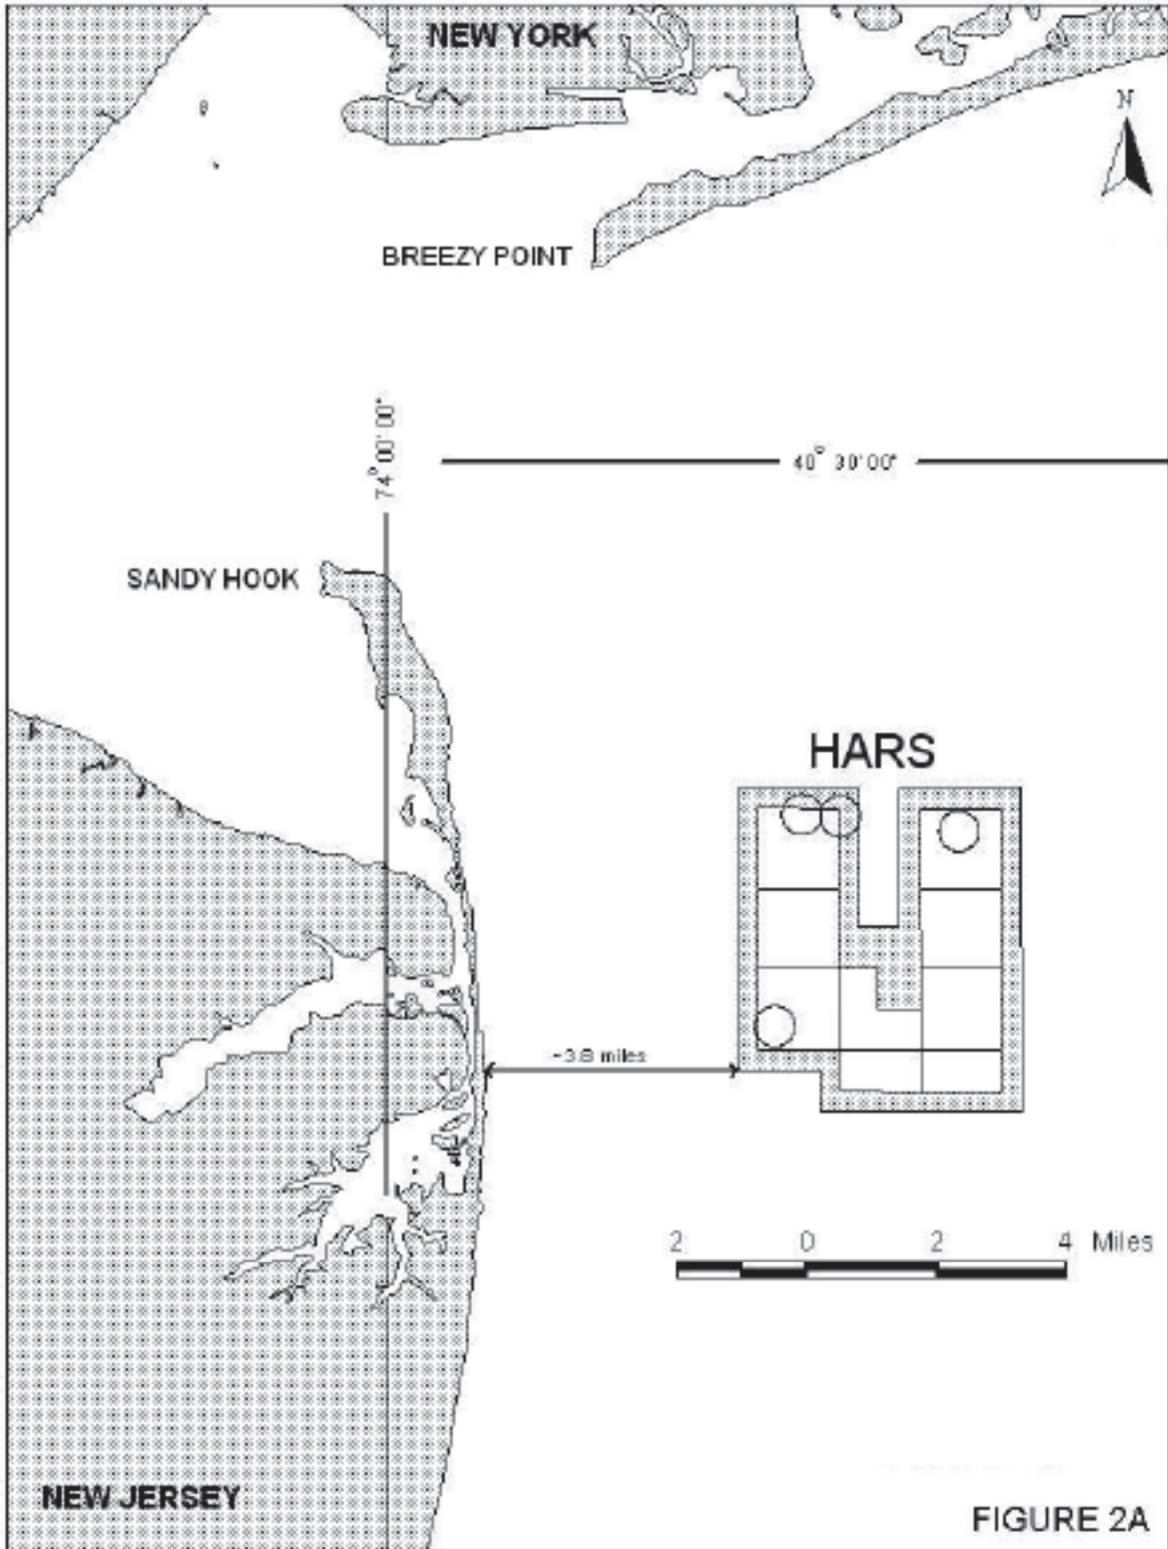 NEW YORK
N
BREEZY POINT
74° 00' 00"
40° 30' 00"
SANDY HOOK
HARS
~3.8 miles
2 0 2 4 Miles
NEW JERSEY
FIGURE 2A